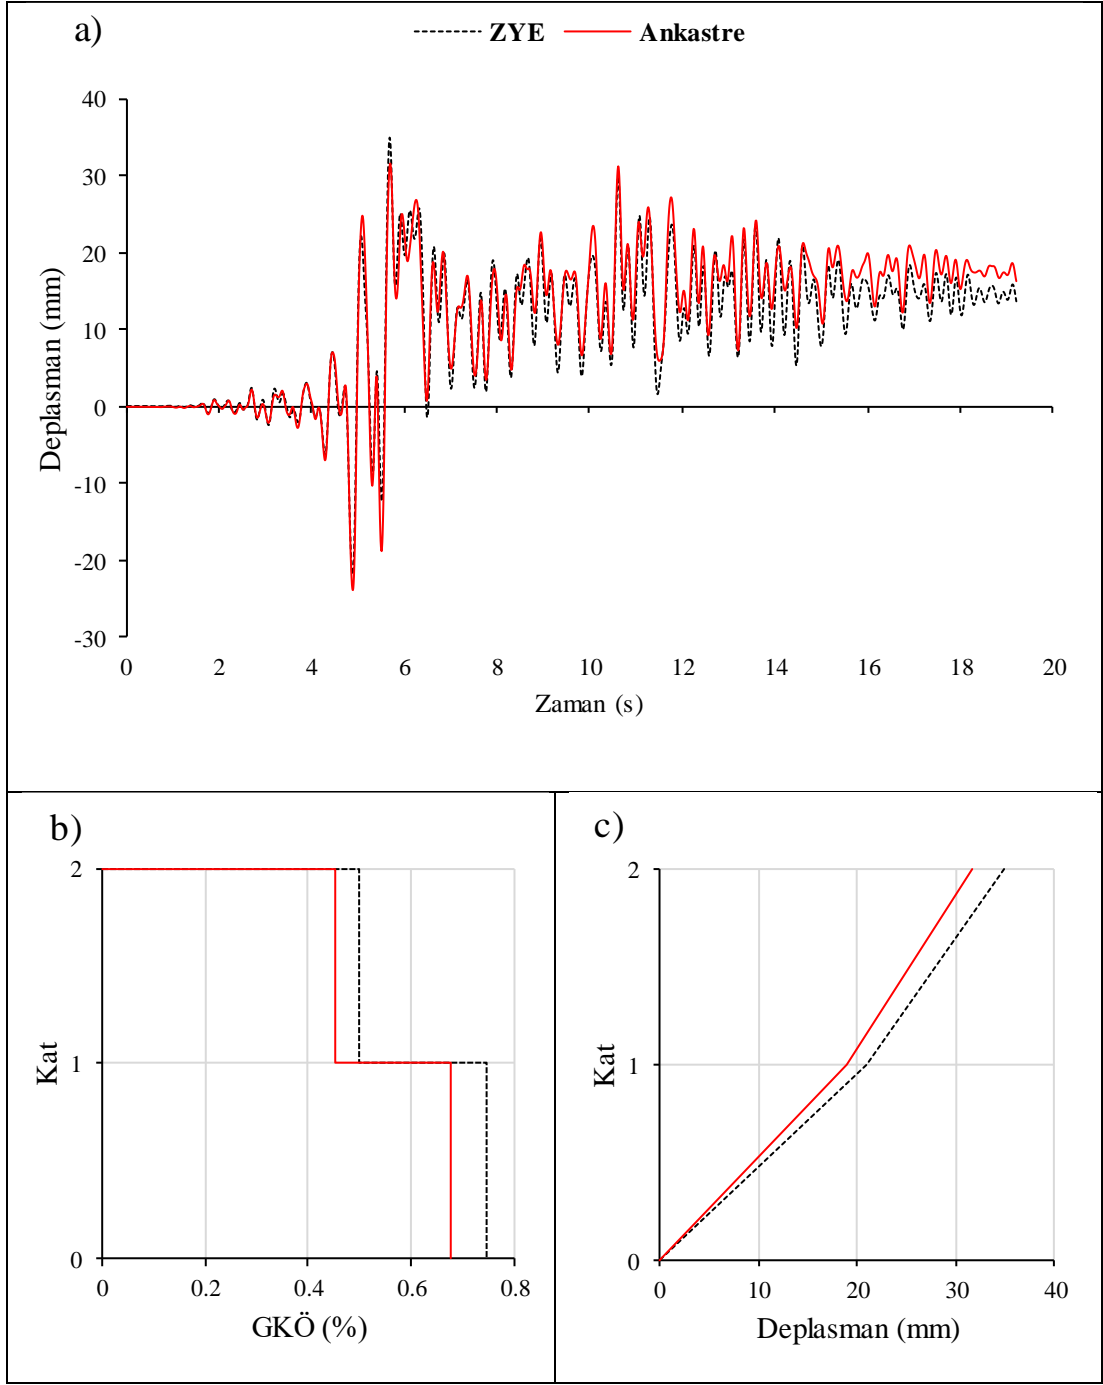 a)
ZYE Ankastre
40
30
20
10
0
-10
-20
-30
Deplasman (mm)
0 2 4 6 8 10 12 14 16 18 20
Zaman (s)
b)
2
1
0
Kat
0 0.2 0.4 0.6 0.8
GKÖ (%)
c)
2
1
0
Kat
0 10 20 30 40
Deplasman (mm)